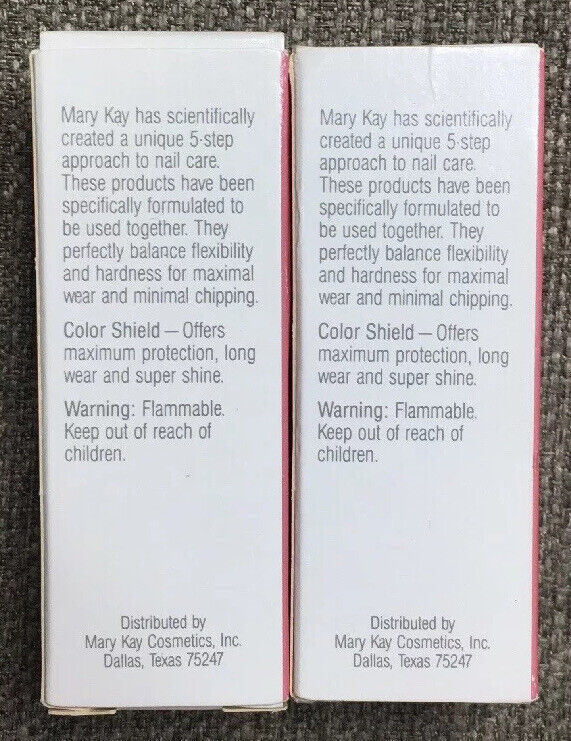 Mary Kay has scientifically
created a unique 5-step
approach to nail care.
These products have been
specifically formulated to
be used together. They
perfectly balance flexibility
and hardness for maximal
wear and minimal chipping.
Color Shield — Offers
maximum protection, long
wear and super shine.
Warning: Flammable.
Keep out of reach of
children.
Distributed by
Mary Kay Cosmetics, Inc.
Dallas, Texas 75247
Mary Kay has scientifically
created a unique 5-step
approach to nail care.
These products have been
specifically formulated to
be used together. They
perfectly balance flexibility
and hardness for maximal
wear and minimal chipping.
Color Shield — Offers
maximum protection, long
wear and super shine.
Warning: Flammable.
Keep out of reach of
children.
Distributed by
Mary Kay Cosmetics, Inc.
Dallas, Texas 75247